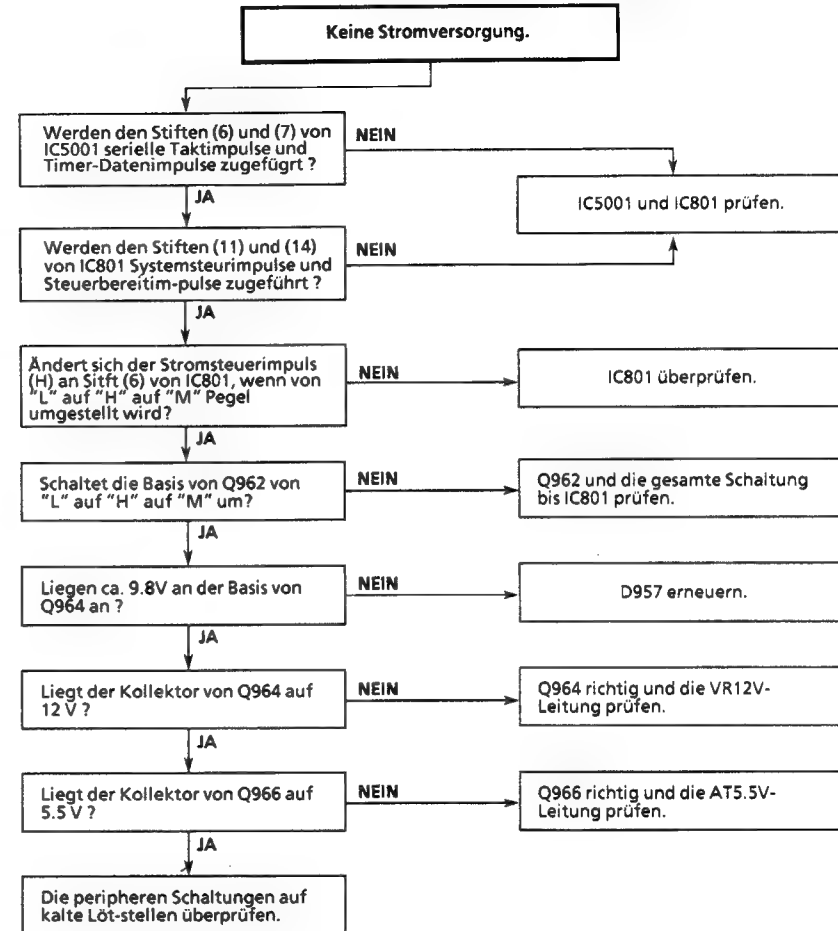 Keine Stromversorgung.
Werden den Stiften (6) und (7) von
IC5001 serielle Taktimpulse und
Timer-Datenimpulse zugefügrt ?
NEIN
IC5001 und IC801 prüfen.
JA
Werden den Stiften (11) und (14)
von IC801 Systemsteurimpulse und
Steuerbereitim-pulse zugeführt ?
NEIN
JA
Ändert sich der Stromsteuerimpuls
(H) an Sitft (6) von IC801, wenn von
"L" auf "H" auf "M" Pegel
umgestellt wird?
NEIN
IC801 überprüfen.
JA
Schaltet die Basis von Q962 von
"L" auf "H" auf "M" um?
NEIN
Q962 und die gesamte Schaltung
bis IC801 prüfen.
JA
Liegen ca. 9.8V an der Basis von
Q964 an ?
NEIN
D957 erneuern.
JA
Liegt der Kollektor von Q964 auf
12 V ?
NEIN
Q964 richtig und die VR12V-
Leitung prüfen.
JA
Liegt der Kollektor von Q966 auf
5.5 V ?
NEIN
Q966 richtig und die AT5.5V-
Leitung prüfen.
JA
Die peripheren Schaltungen auf
kalte Löt-stellen überprüfen.